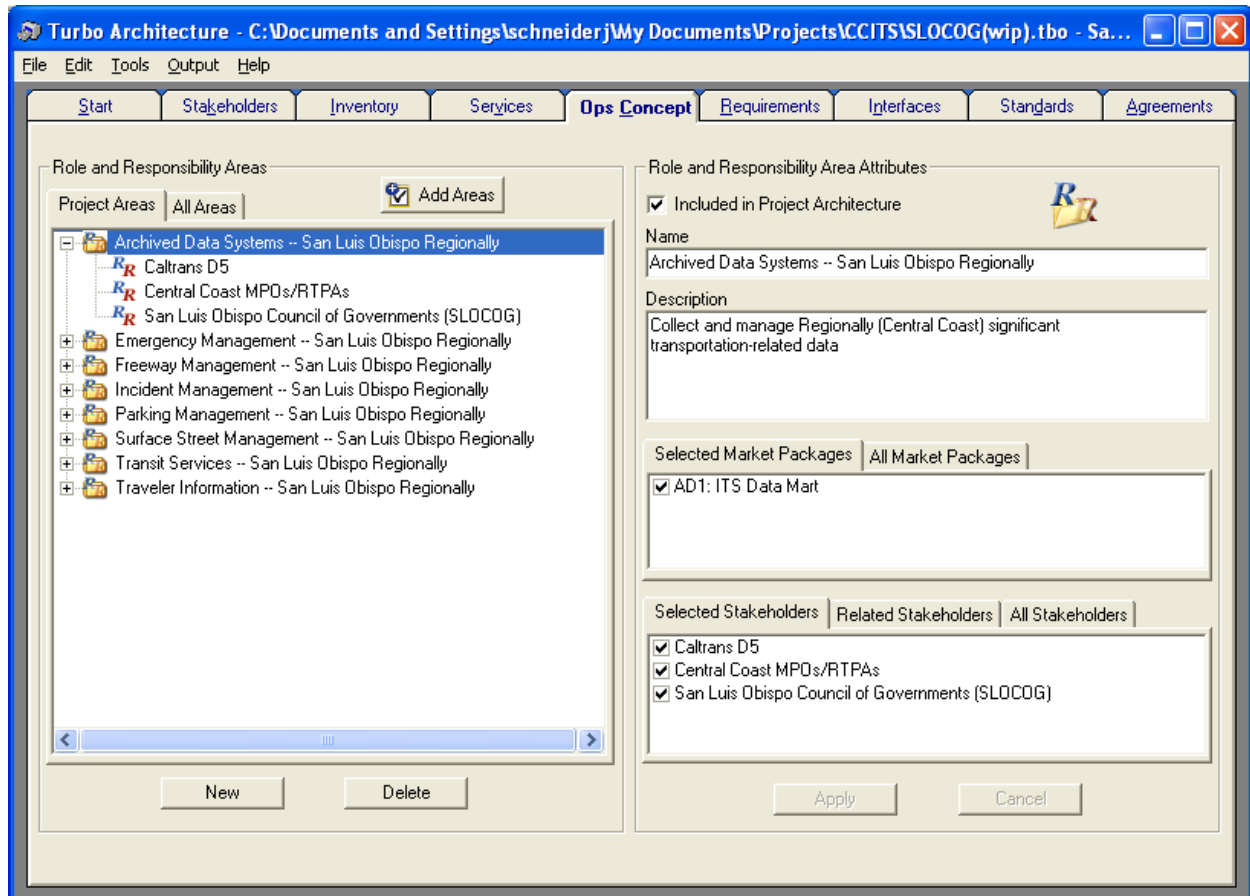 Turbo Architecture - C:\Documents and Settings\schneiderj\My Documents\Projects\CCITS\SLOCOG(wip).tbo - Sa...
File Edit Tools Output Help
Start Stakeholders Inventory Services Ops Concept Requirements Interfaces Standards Agreements
Role and Responsibility Areas
Project Areas All Areas Add Areas
Archived Data Systems -- San Luis Obispo Regionally
RR Caltrans D5
RR Central Coast MPOs/RTPAs
RR San Luis Obispo Council of Governments (SLOCOG)
Emergency Management -- San Luis Obispo Regionally
Freeway Management -- San Luis Obispo Regionally
Incident Management -- San Luis Obispo Regionally
Parking Management -- San Luis Obispo Regionally
Surface Street Management -- San Luis Obispo Regionally
Transit Services -- San Luis Obispo Regionally
Traveler Information -- San Luis Obispo Regionally
New Delete
Role and Responsibility Area Attributes
Included in Project Architecture
RR
Name
Archived Data Systems -- San Luis Obispo Regionally
Description
Collect and manage Regionally (Central Coast) significant
transportation-related data
Selected Market Packages All Market Packages
AD1: ITS Data Mart
Selected Stakeholders Related Stakeholders All Stakeholders
Caltrans D5
Central Coast MPOs/RTPAs
San Luis Obispo Council of Governments (SLOCOG)
Apply Cancel